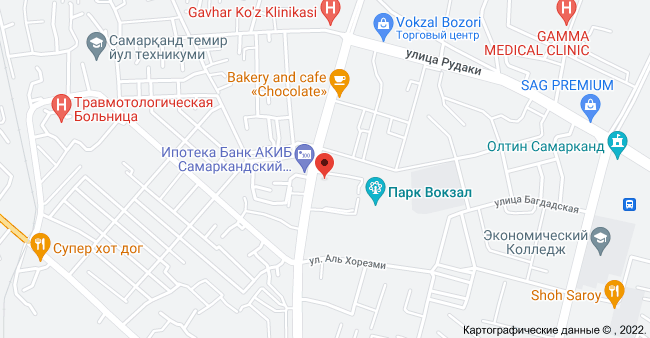 Gavhar Ko'z Klinikasi
Vokzal Bozori
Торговый центр
GAMMA
MEDICAL CLINIC
Самарқанд темир
йул техникуми
улица Рудаки
Bakery and cafe
«Chocolate»
SAG PREMIUM
Травмотологическая
Больница
Ипотека Банк АКИБ
Самаркандский...
Олтин Самарканд
Парк Вокзал
улица Багдадская
Экономический
Колледж
Супер хот дог
ул. Аль Хорезми
Shoh Saroy
Картографические данные © , 2022.